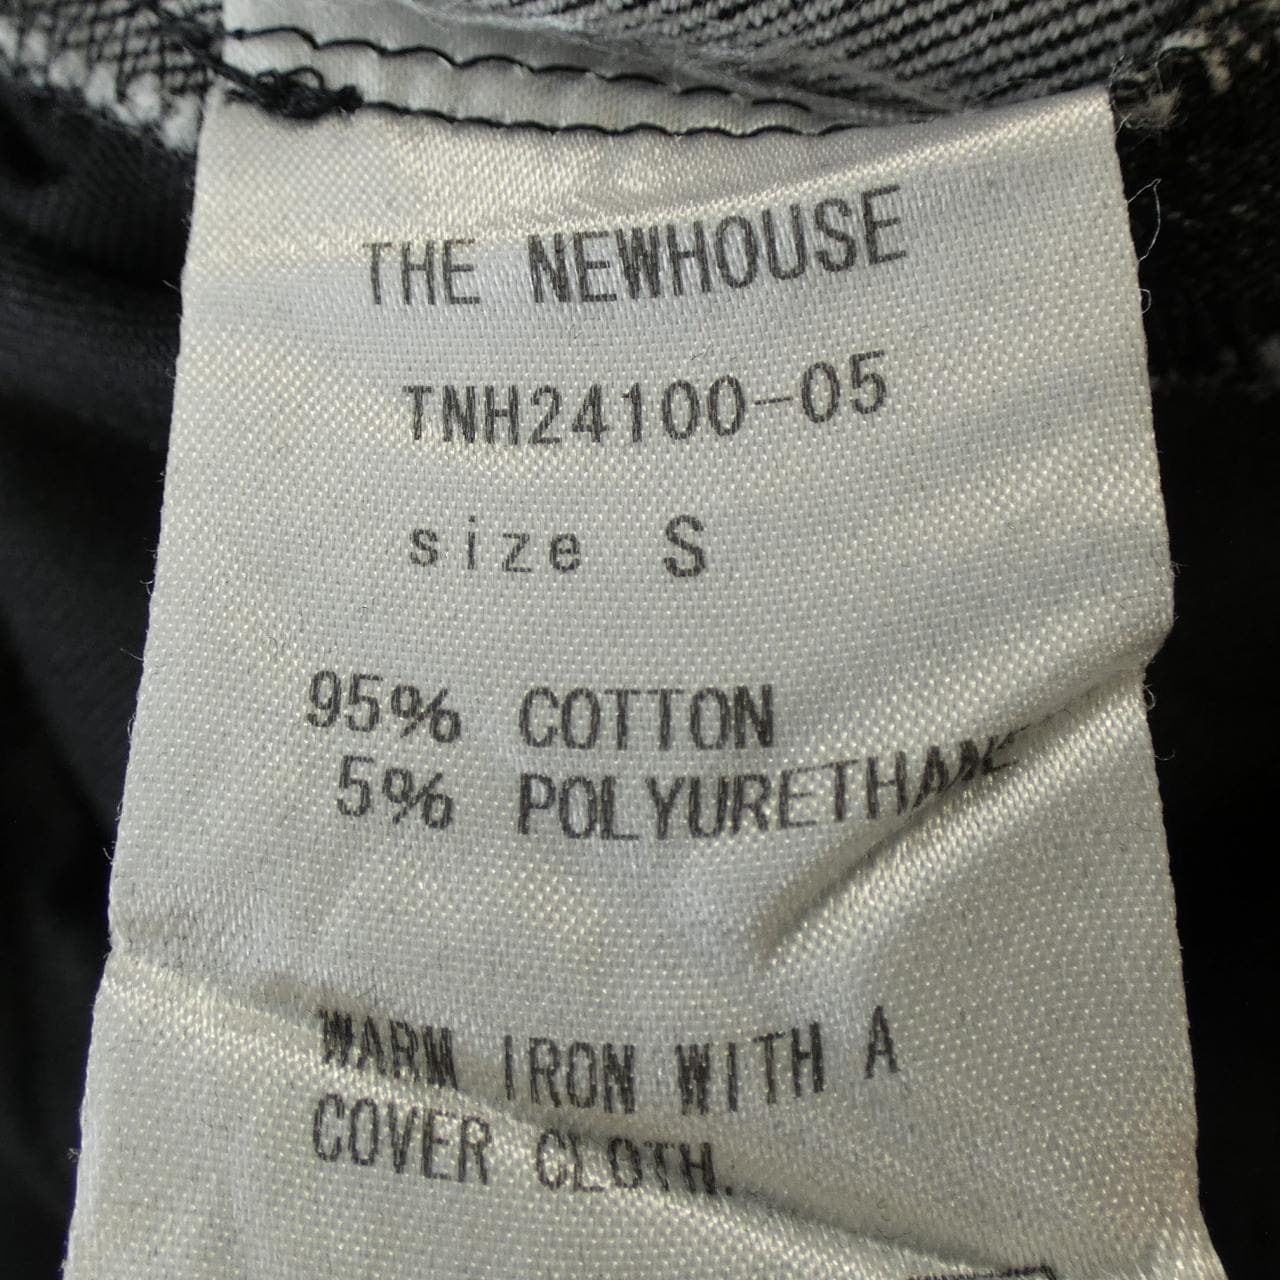 THE NEWHOUSE
TNH24100-05
size S
95% COTTON
5% POLYURETHANE
WARM IRON WITH A
COVER CLOTH.